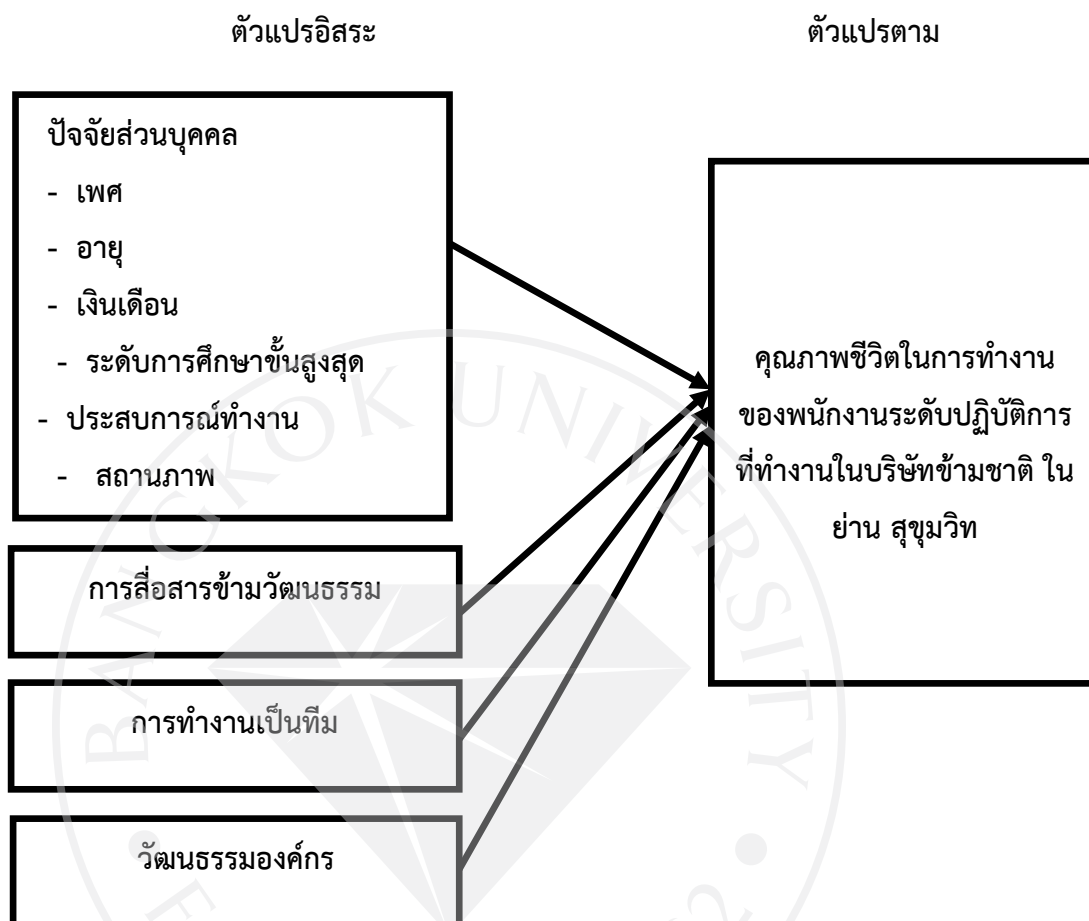 ตัวแปรอิสระ
ตัวแปรตาม
ปัจจัยส่วนบุคคล
- เพศ
- อายุ
- เงินเดือน
- ระดับการศึกษาขั้นสูงสุด
- ประสบการณ์ทำงาน
- สถานภาพ
การสื่อสารข้ามวัฒนธรรม
การทำงานเป็นทีม
วัฒนธรรมองค์กร
คุณภาพชีวิตในการทำงาน
ของพนักงานระดับปฏิบัติการ
ที่ทำงานในบริษัทข้ามชาติ ใน
ย่าน สุขุมวิท
BANGKOK UNIVERSITY